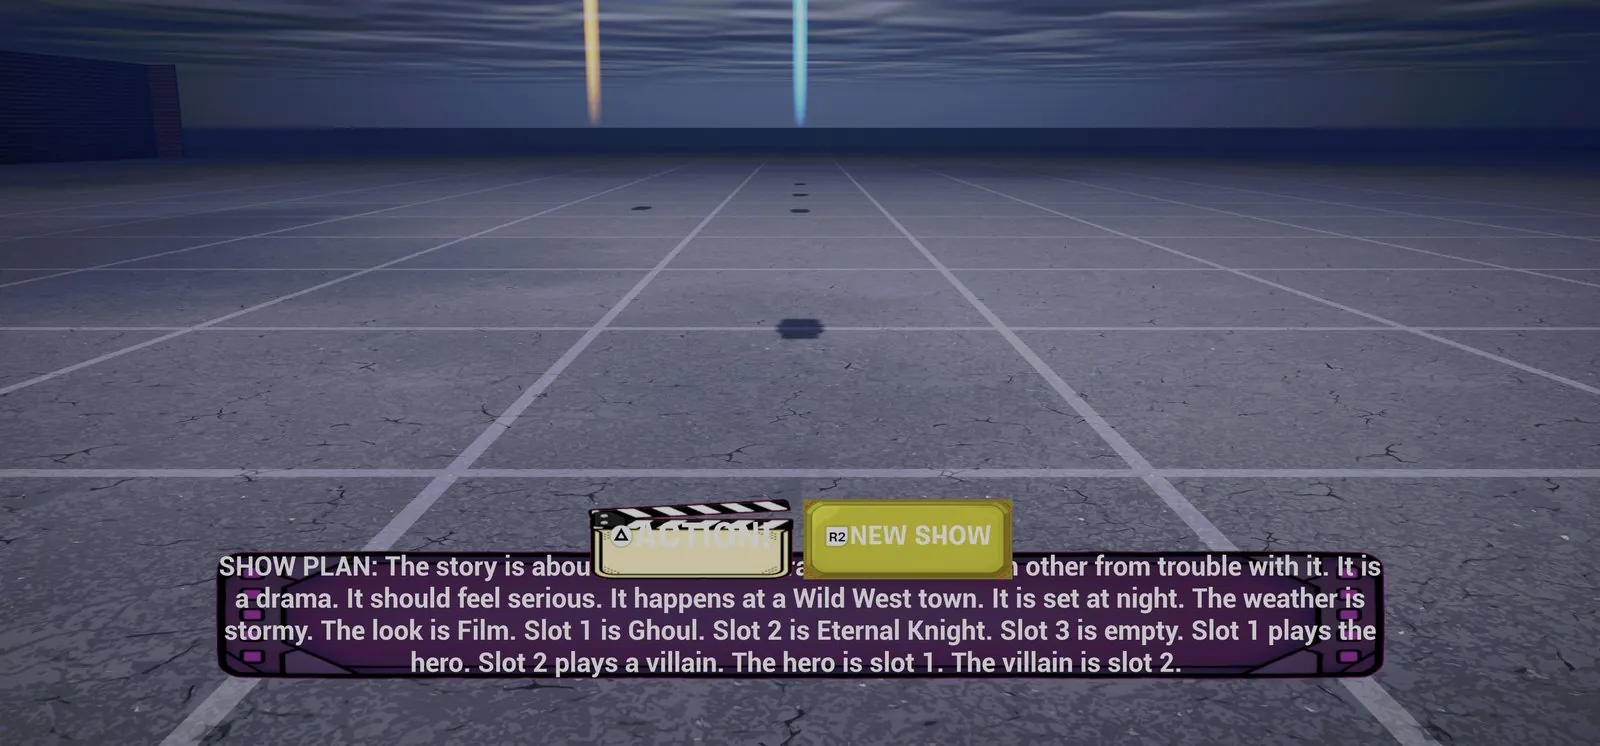 ACTION!
R2 NEW SHOW
SHOW PLAN: The story is abou
other from trouble with it. It is
a drama. It should feel serious. It happens at a Wild West town. It is set at night. The weather is
stormy. The look is Film. Slot 1 is Ghoul. Slot 2 is Eternal Knight. Slot 3 is empty. Slot 1 plays the
hero. Slot 2 plays a villain. The hero is slot 1. The villain is slot 2.